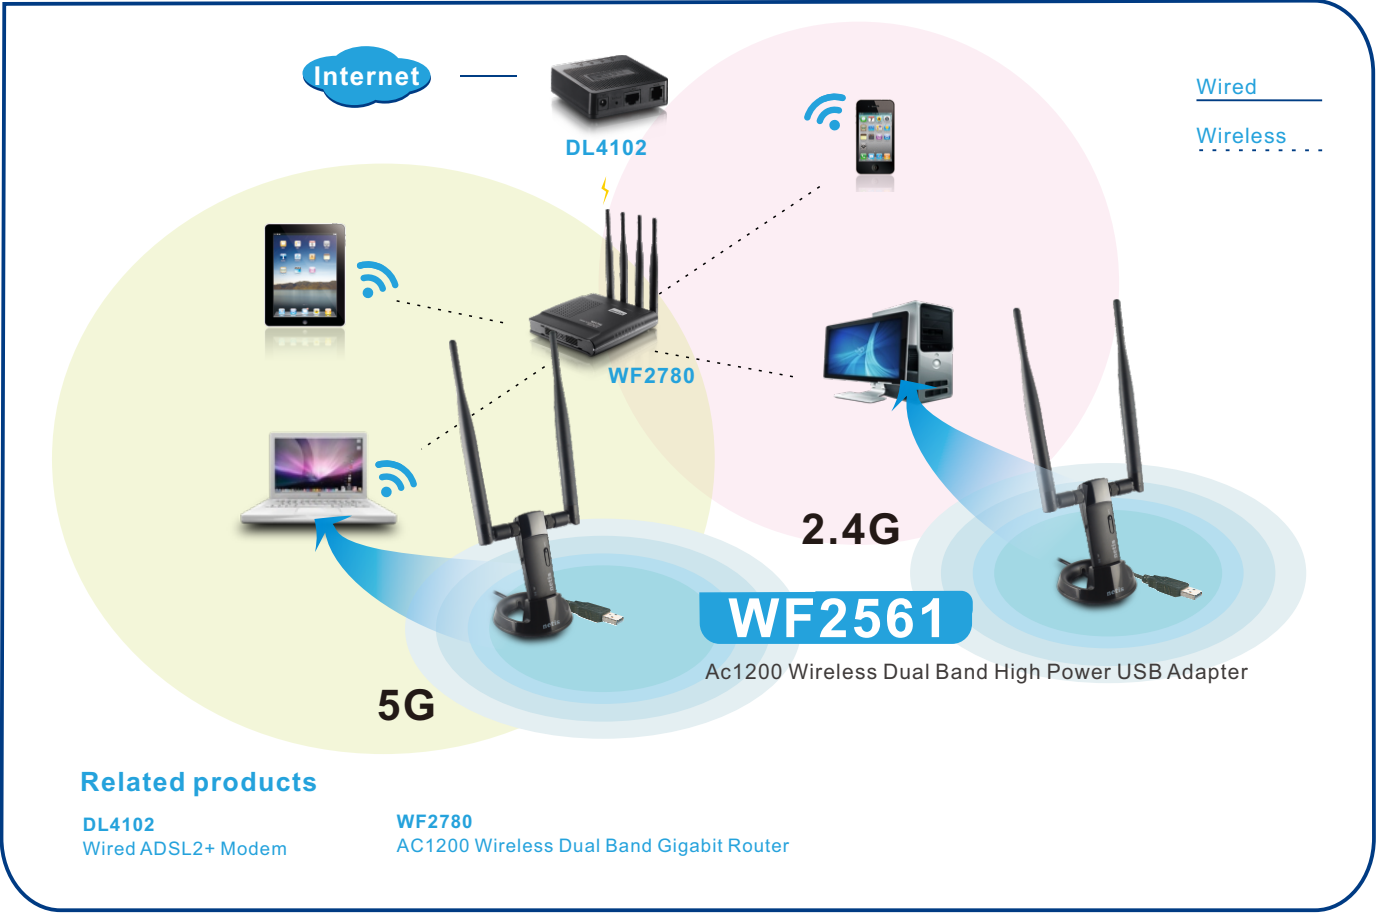 Internet
Wired
Wireless
DL4102
WF2780
2.4G
WF2561
Ac1200 Wireless Dual Band High Power USB Adapter
5G
Related products
DL4102
Wired ADSL2+ Modem
WF2780
AC1200 Wireless Dual Band Gigabit Router